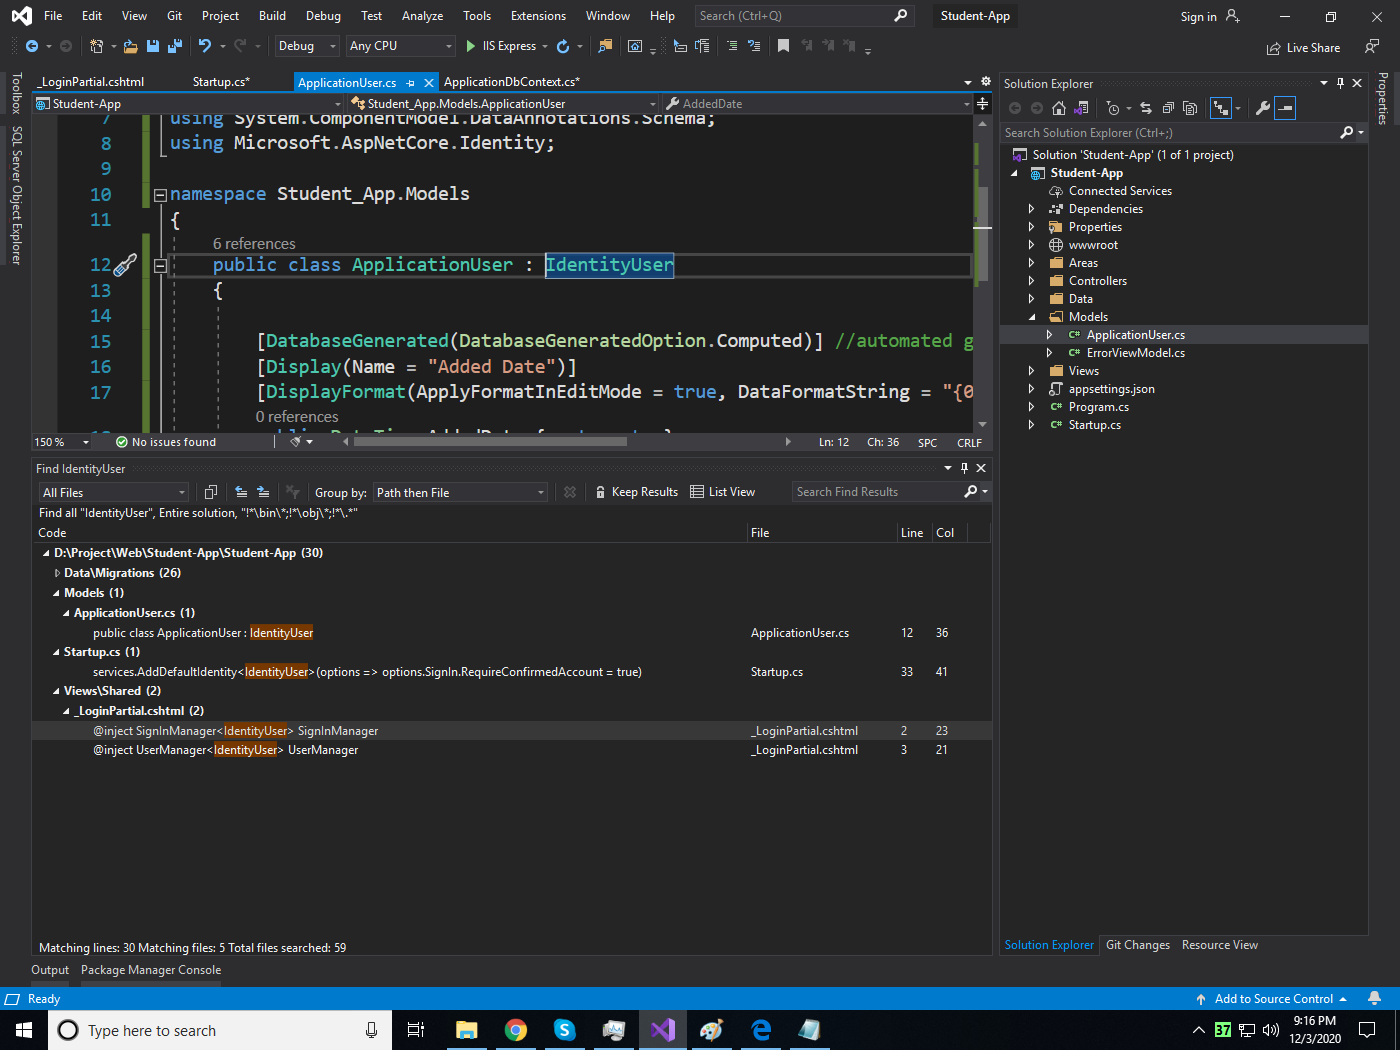 File Edit View Git Project Build Debug Test Analyze Tools Extensions Window Help Search (Ctrl+Q) Student-App Sign in
Debug Any CPU IIS Express Live Share
_LoginPartial.cshtml Startup.cs* ApplicationUser.cs ApplicationDbContext.cs*
Student-App Student_App.Models.ApplicationUser AddedDate
Toolbox
SQL Server Object Explorer
7 using System.ComponentModel.DataAnnotations.Schema;
8 using Microsoft.AspNetCore.Identity;
9
10 namespace Student_App.Models
11 {
6 references
12 public class ApplicationUser : IdentityUser
13 {
14
15 [DatabaseGenerated(DatabaseGeneratedOption.Computed)] //automated g
16 [Display(Name = "Added Date")]
17 [DisplayFormat(ApplyFormatInEditMode = true, DataFormatString = "{0
0 references
150 % No issues found Ln: 12 Ch: 36 SPC CRLF
Find IdentityUser
All Files Group by: Path then File Keep Results List View Search Find Results
Find all "IdentityUser", Entire solution, "!*\bin\*;!*\obj\*;!*\.*"
Code File Line Col
D:\Project\Web\Student-App\Student-App (30)
Data\Migrations (26)
Models (1)
ApplicationUser.cs (1)
public class ApplicationUser : IdentityUser ApplicationUser.cs 12 36
Startup.cs (1)
services.AddDefaultIdentity<IdentityUser>(options => options.SignIn.RequireConfirmedAccount = true) Startup.cs 33 41
Views\Shared (2)
_LoginPartial.cshtml (2)
@inject SignInManager<IdentityUser> SignInManager _LoginPartial.cshtml 2 23
@inject UserManager<IdentityUser> UserManager _LoginPartial.cshtml 3 21
Matching lines: 30 Matching files: 5 Total files searched: 59
Output Package Manager Console
Solution Explorer
Search Solution Explorer (Ctrl+;)
Solution 'Student-App' (1 of 1 project)
Student-App
Connected Services
Dependencies
Properties
wwwroot
Areas
Controllers
Data
Models
C# ApplicationUser.cs
C# ErrorViewModel.cs
Views
appsettings.json
C# Program.cs
C# Startup.cs
Solution Explorer Git Changes Resource View
Properties
Ready Add to Source Control
Type here to search 37 9:16 PM
12/3/2020